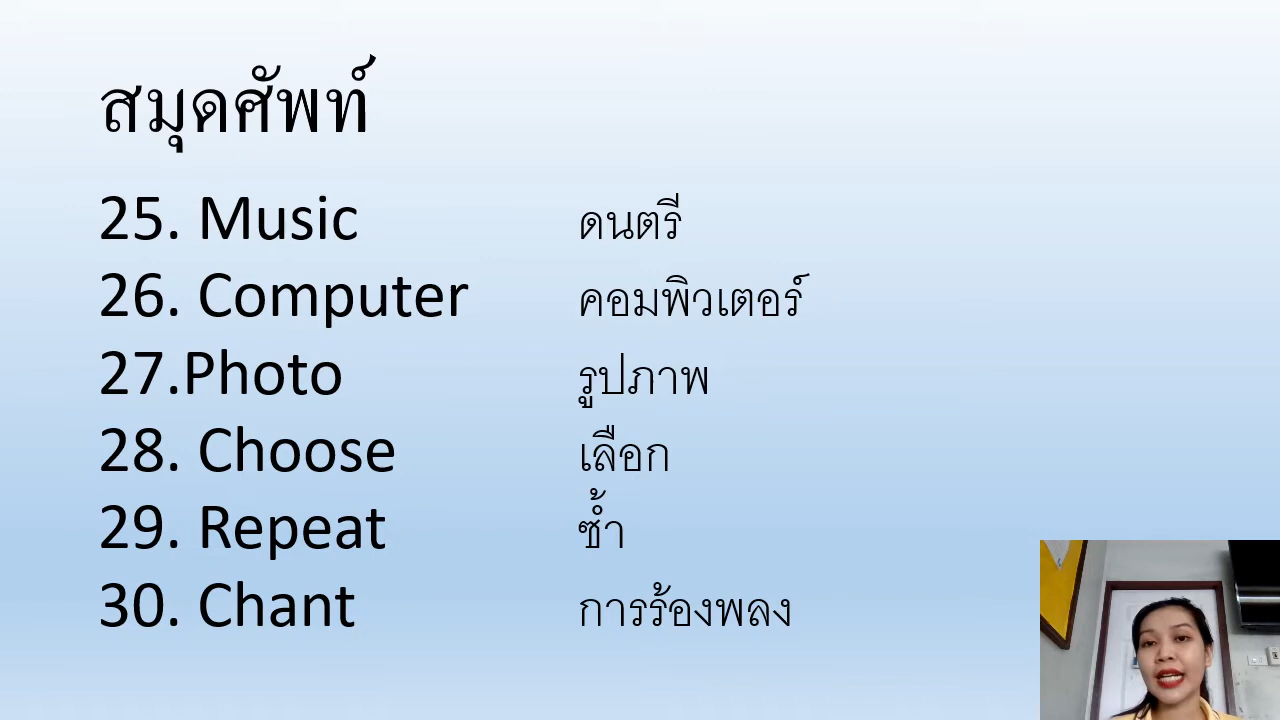 สมุดศัพท์
25. Music ดนตรี
26. Computer คอมพิวเตอร์
27.Photo รูปภาพ
28. Choose เลือก
29. Repeat ซ้ำ
30. Chant การร้องพลง